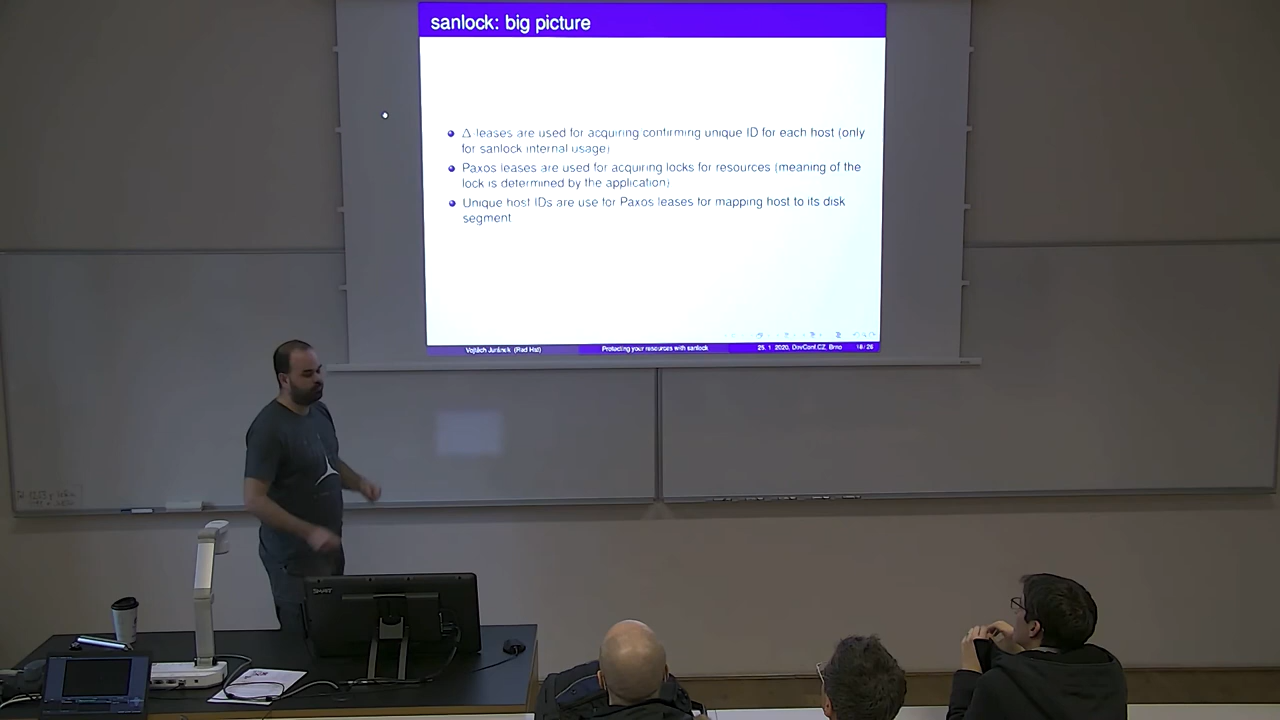 sanlock: big picture
Δ leases are used for acquiring confirming unique ID for each host (only
for sanlock internal usage)
Paxos leases are used for acquiring locks for resources (meaning of the
lock is determined by the application)
Unique host IDs are use for Paxos leases for mapping host to its disk
segment
Vojtěch Juránek (Red Hat) Protecting your resources with sanlock 25. 1. 2020, DevConf.CZ, Brno 18 / 26
SMART